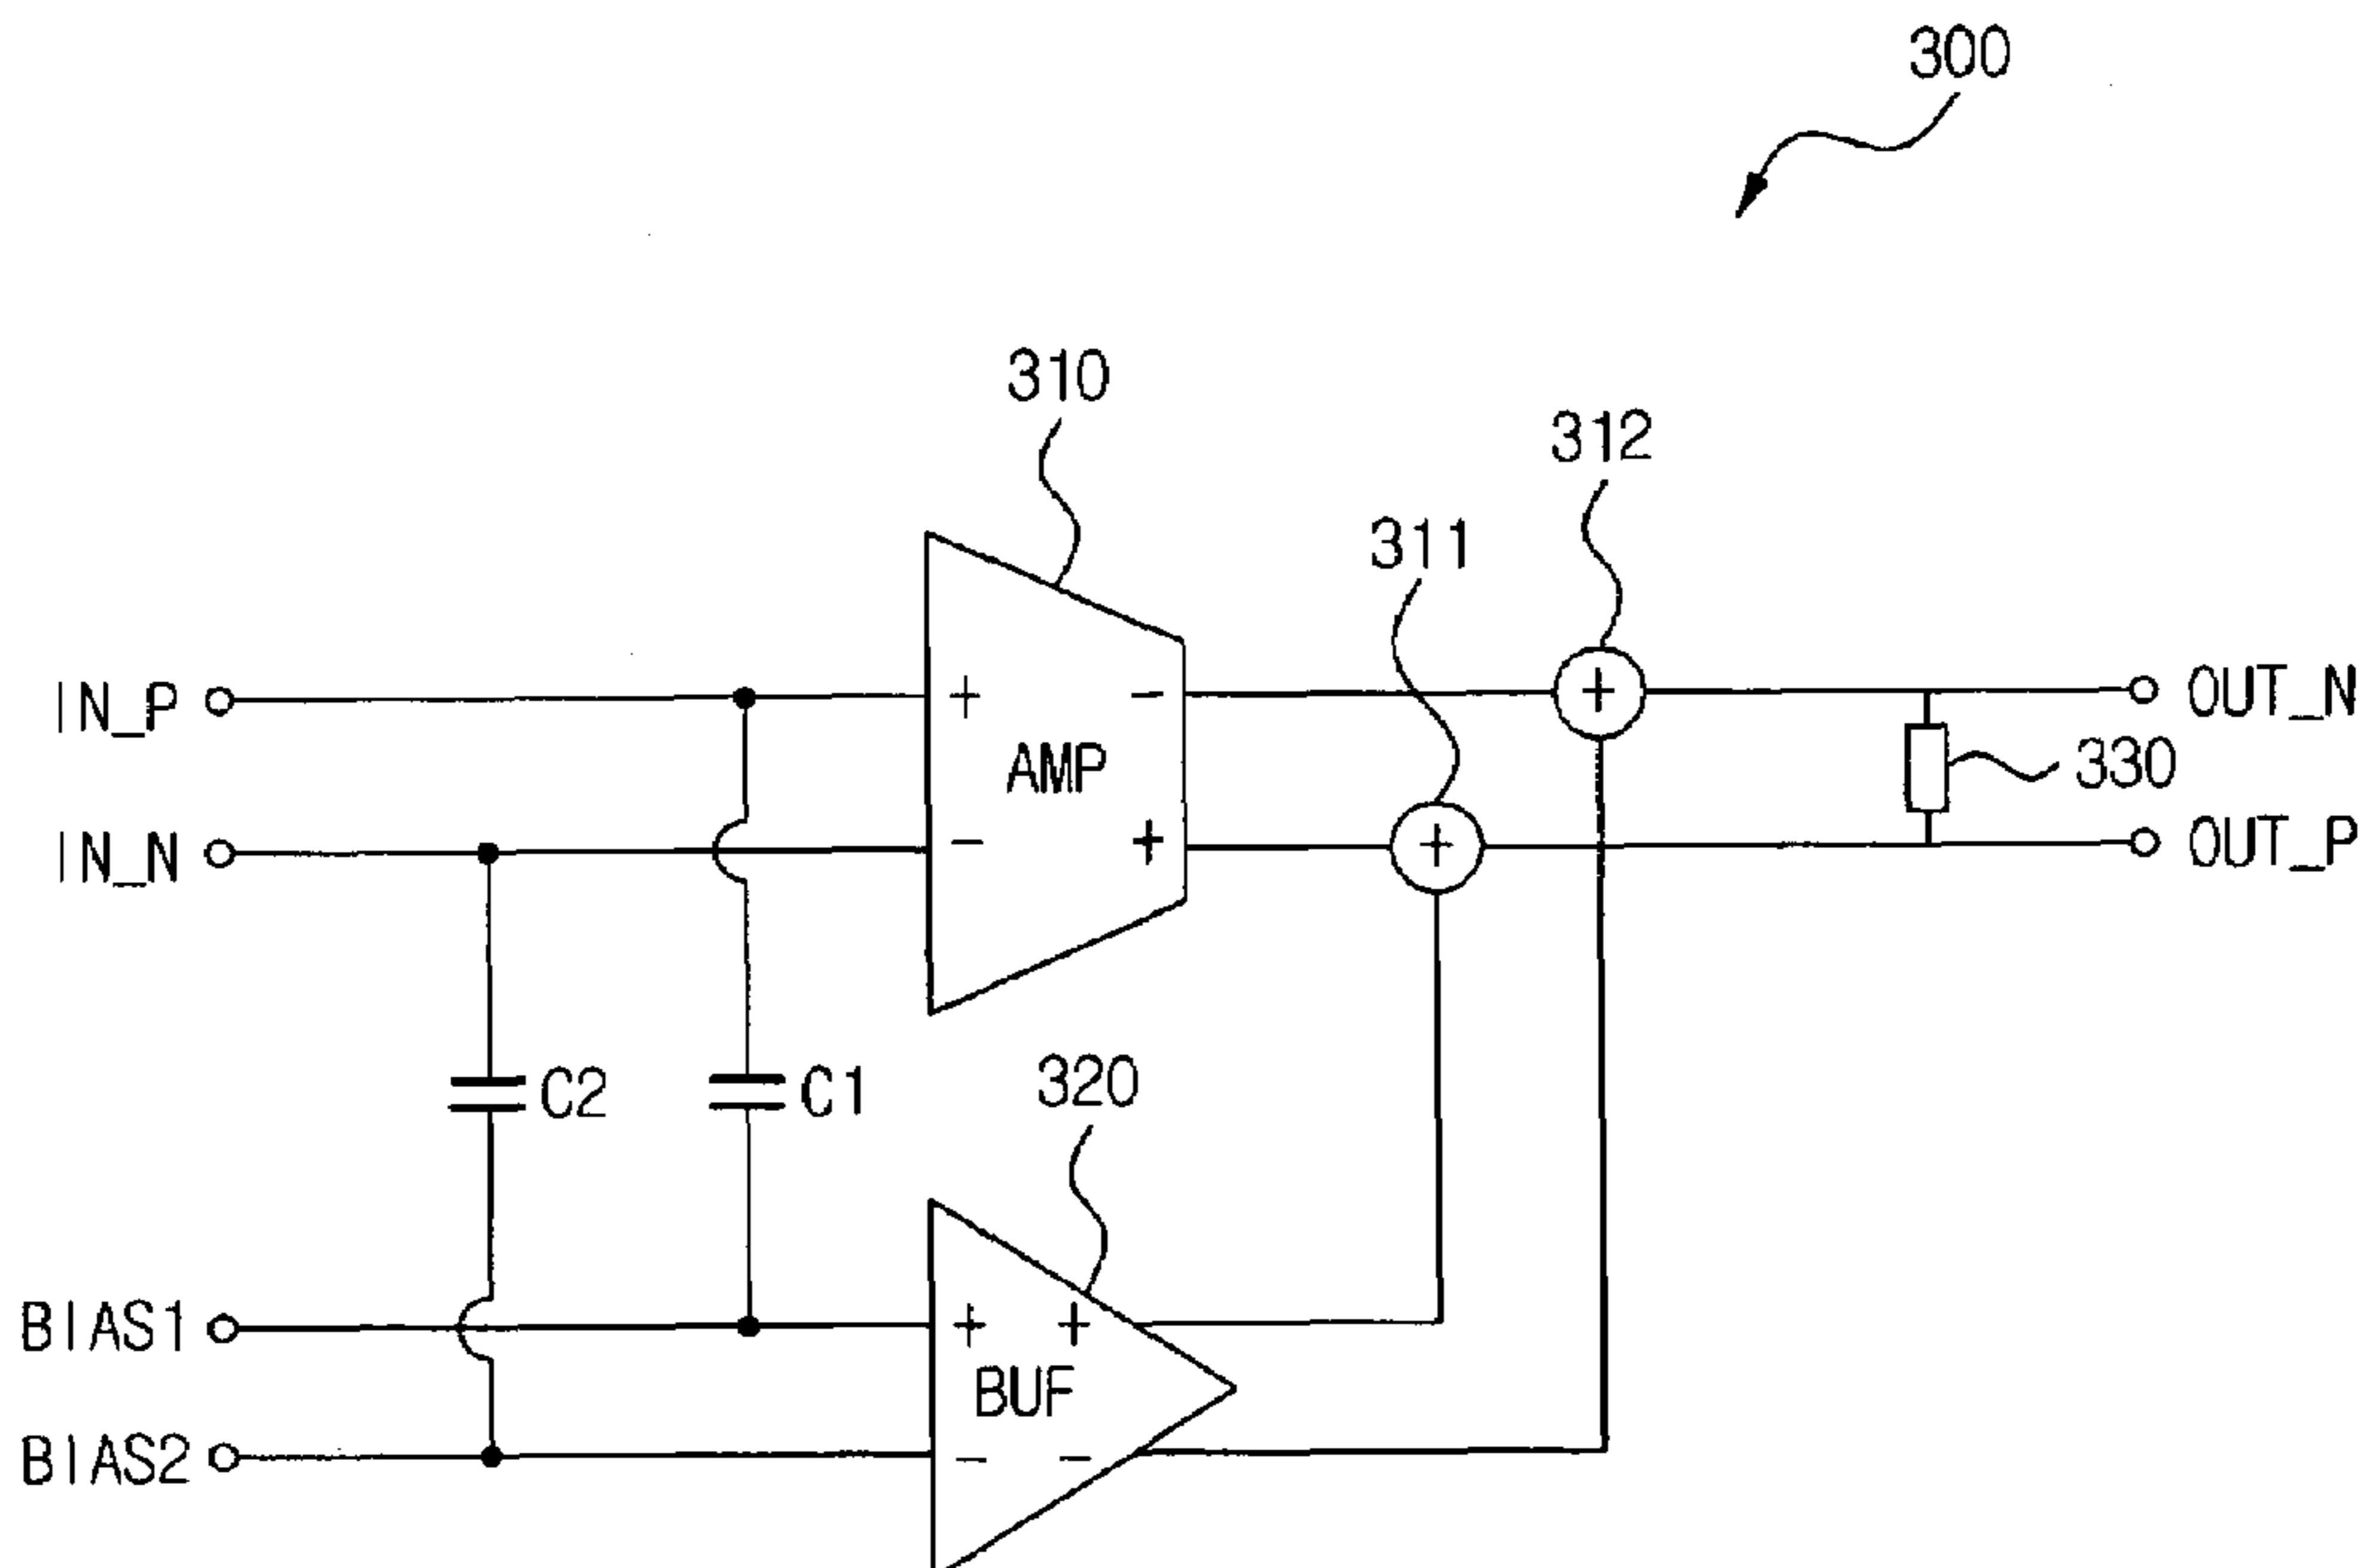 300
310
312
311
IN_P
+
-
+
OUT_N
AMP
330
IN_N
-
+
+
OUT_P
C2
C1
320
BIAS1
+
+
BUF
BIAS2
-
-